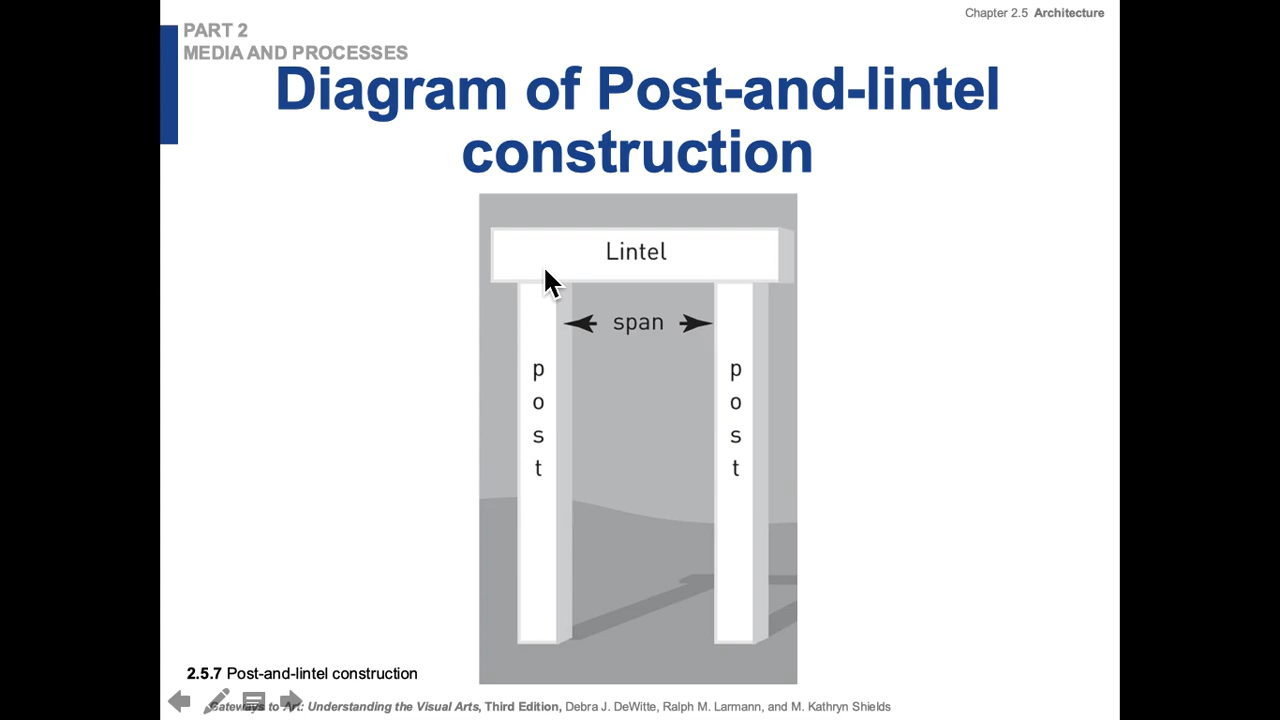 Chapter 2.5 Architecture
PART 2
MEDIA AND PROCESSES
Diagram of Post-and-lintel
construction
Lintel
span
post
post
2.5.7 Post-and-lintel construction
Gateways to Art: Understanding the Visual Arts, Third Edition, Debra J. DeWitte, Ralph M. Larmann, and M. Kathryn Shields